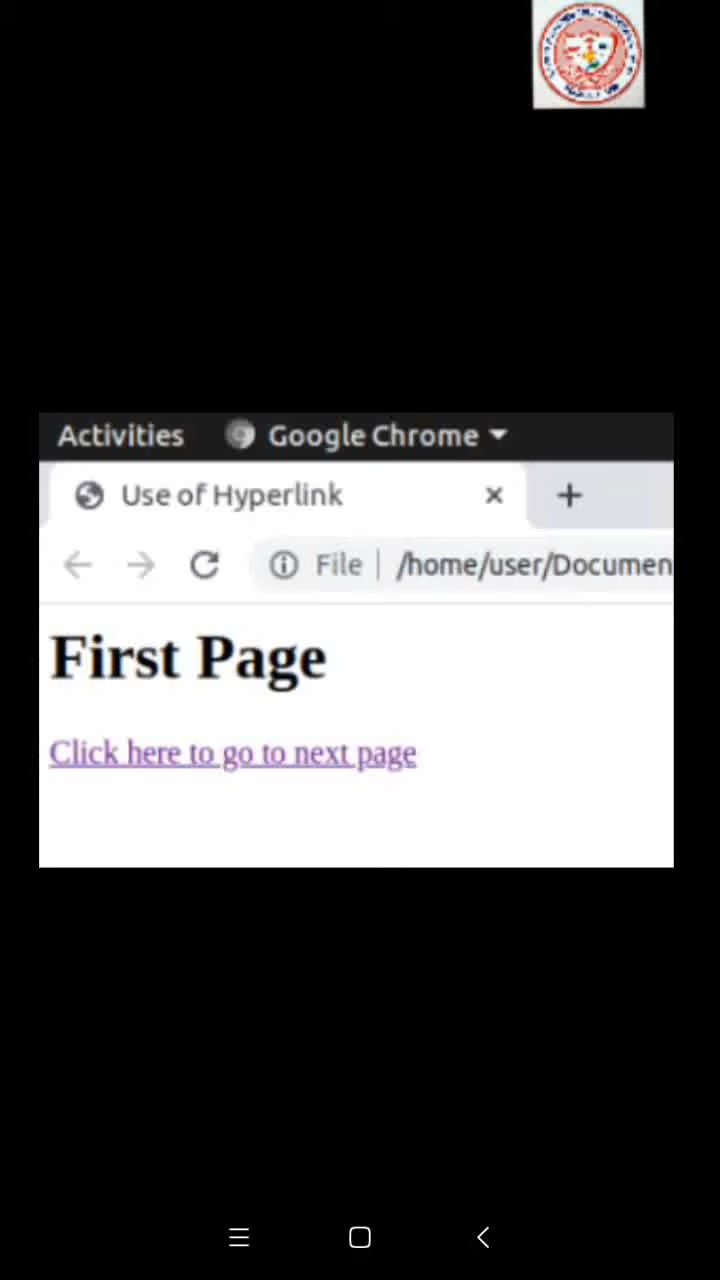 Activities Google Chrome
Use of Hyperlink
File /home/user/Documen
First Page
Click here to go to next page